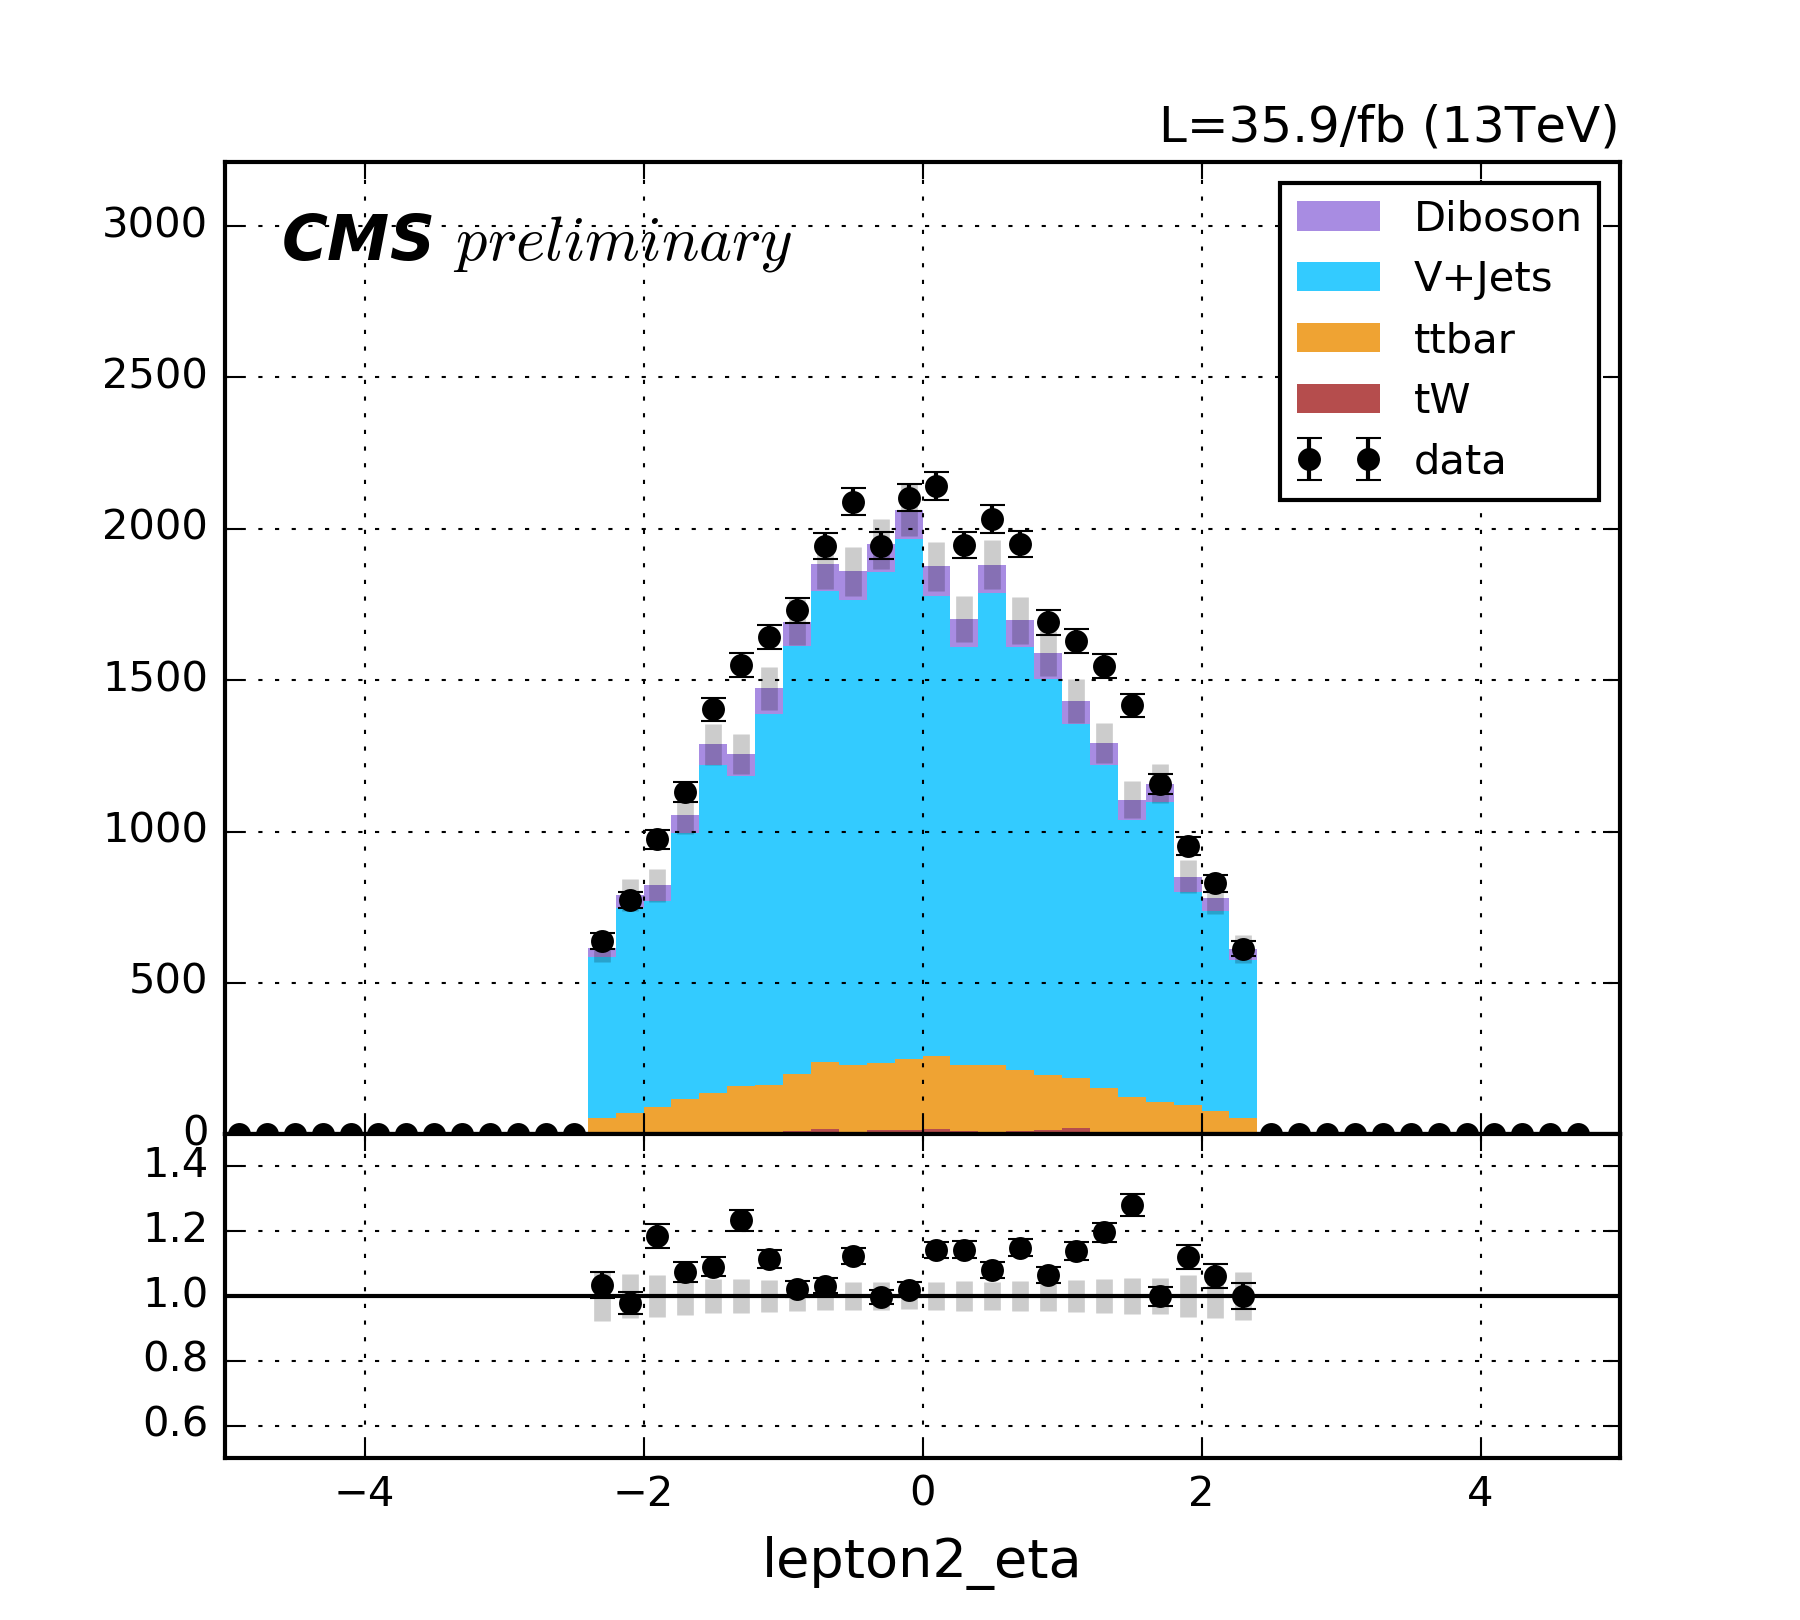 L=35.9/fb (13TeV)
CMS preliminary
3000
2500
2000
1500
1000
500
0
Diboson
V+Jets
ttbar
tW
data
1.4
1.2
1.0
0.8
0.6
−4 −2 0 2 4
lepton2_eta